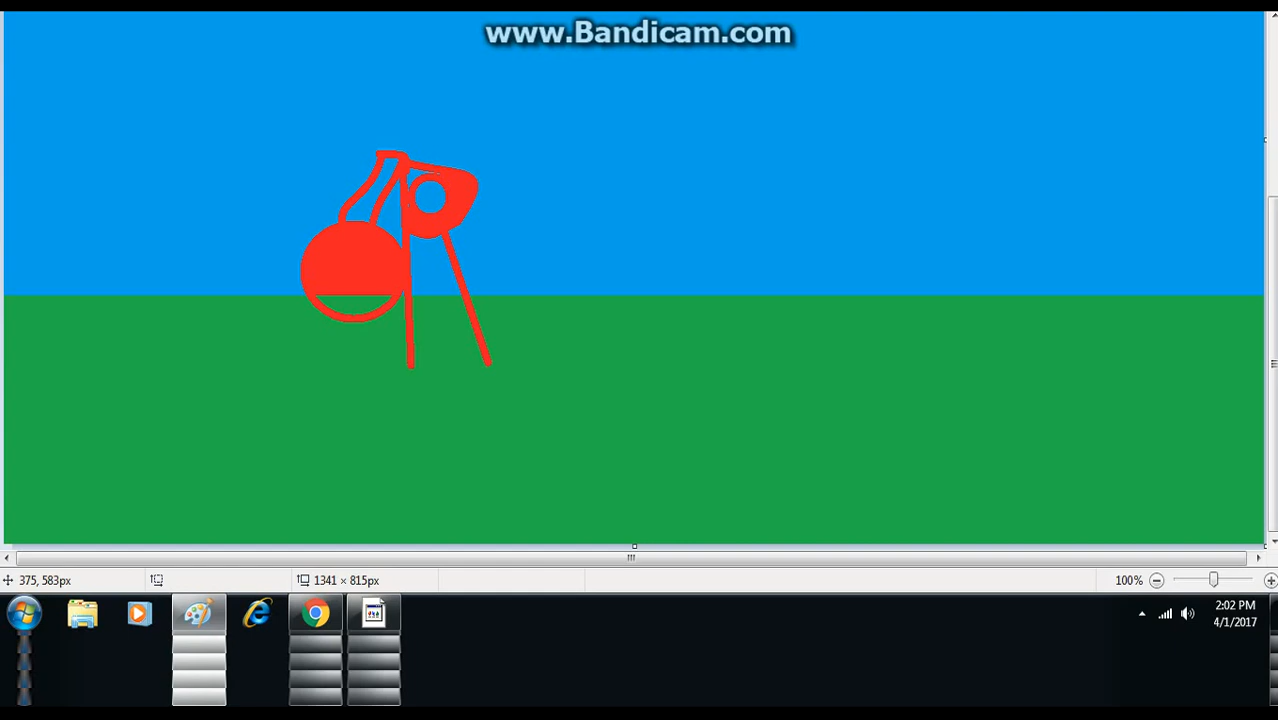 www.Bandicam.com
375, 583px
1341 × 815px
100%
2:02 PM
4/1/2017